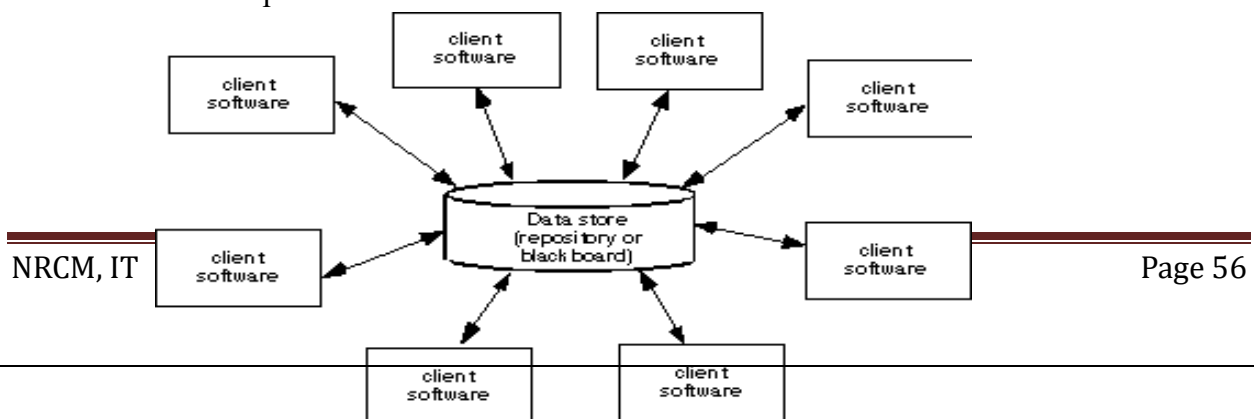 client
software
client
software
client
software
client
software
Data store
(repository or
black board)
client
software
client
software
NRCM, IT
Page 56
client
software
client
software